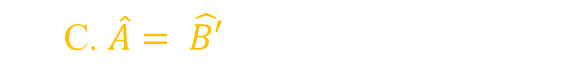 C. Â = B̂′